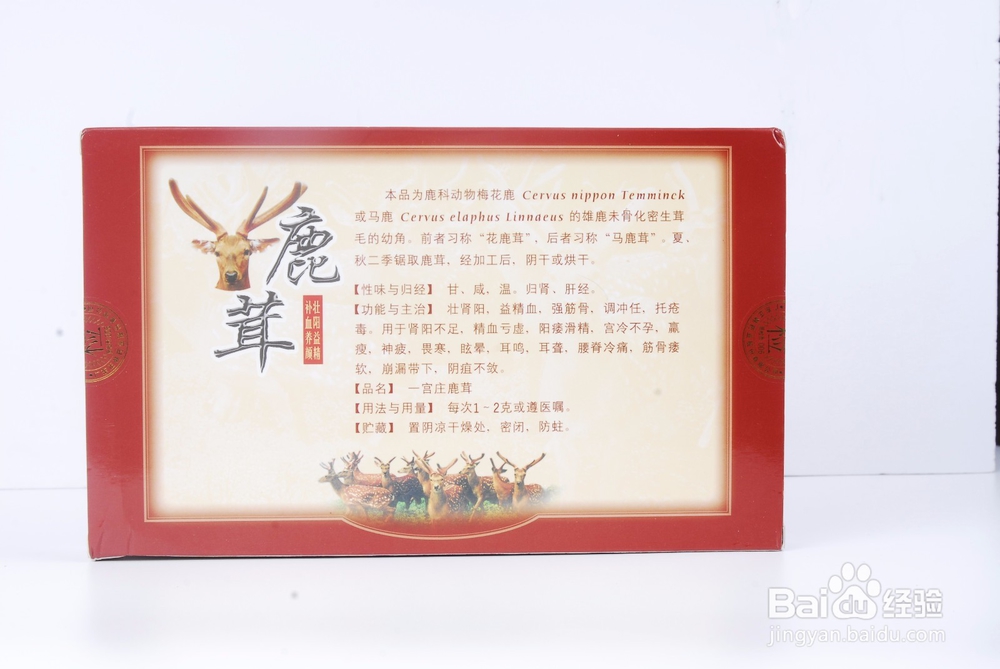 鹿茸
壮阳益精
补血养颜
本品为鹿科动物梅花鹿 Cervus nippon Temminck
或马鹿 Cervus elaphus Linnaeus 的雄鹿未骨化密生茸
毛的幼角。前者习称“花鹿茸”，后者习称“马鹿茸”。夏、
秋二季锯取鹿茸，经加工后，阴干或烘干。
【性味与归经】 甘、咸、温。归肾、肝经。
【功能与主治】 壮肾阳，益精血，强筋骨，调冲任，托疮
毒。用于肾阳不足，精血亏虚，阳痿滑精，宫冷不孕，羸
瘦，神疲，畏寒，眩晕，耳鸣，耳聋，腰脊冷痛，筋骨痿
软，崩漏带下，阴疽不敛。
【品名】 一宫庄鹿茸
【用法与用量】 每次1-2克或遵医嘱。
【贮藏】 置阴凉干燥处，密闭，防蛀。
Baidu经验
jingyan.baidu.com